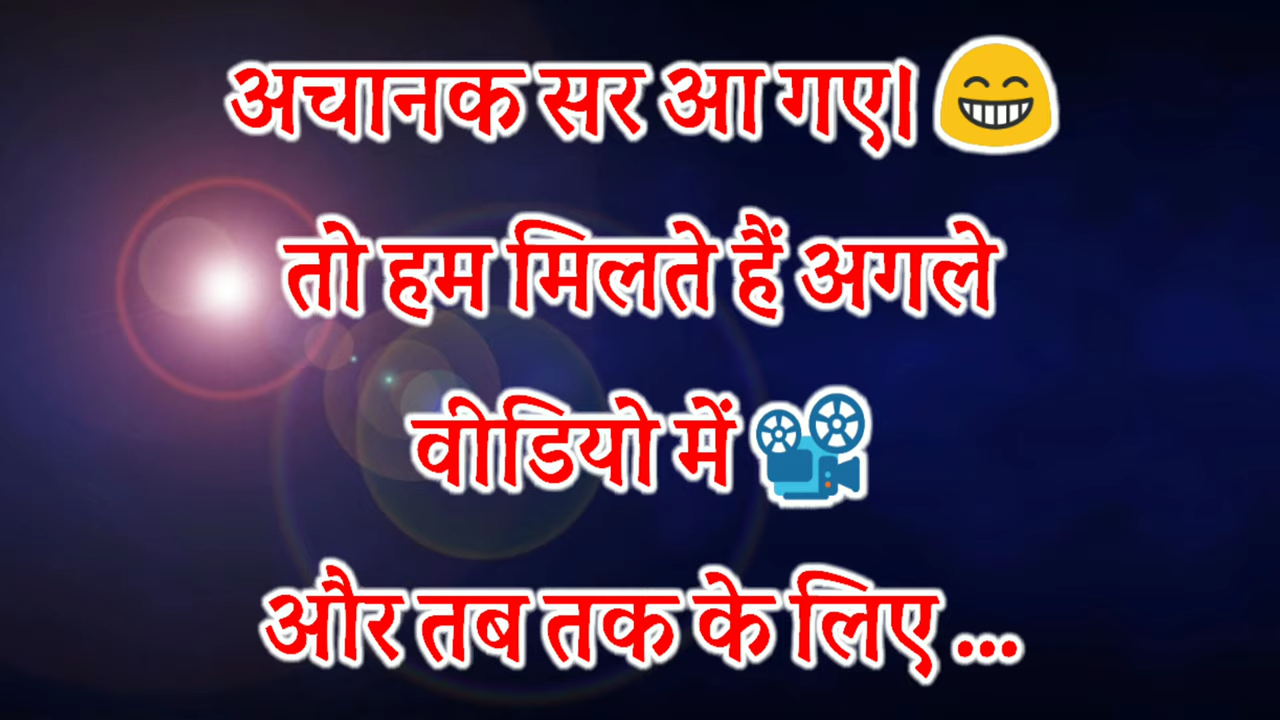 अचानक सर आ गए। 😁
तो हम मिलते हैं अगले
वीडियो में 📽
और तब तक के लिए ...